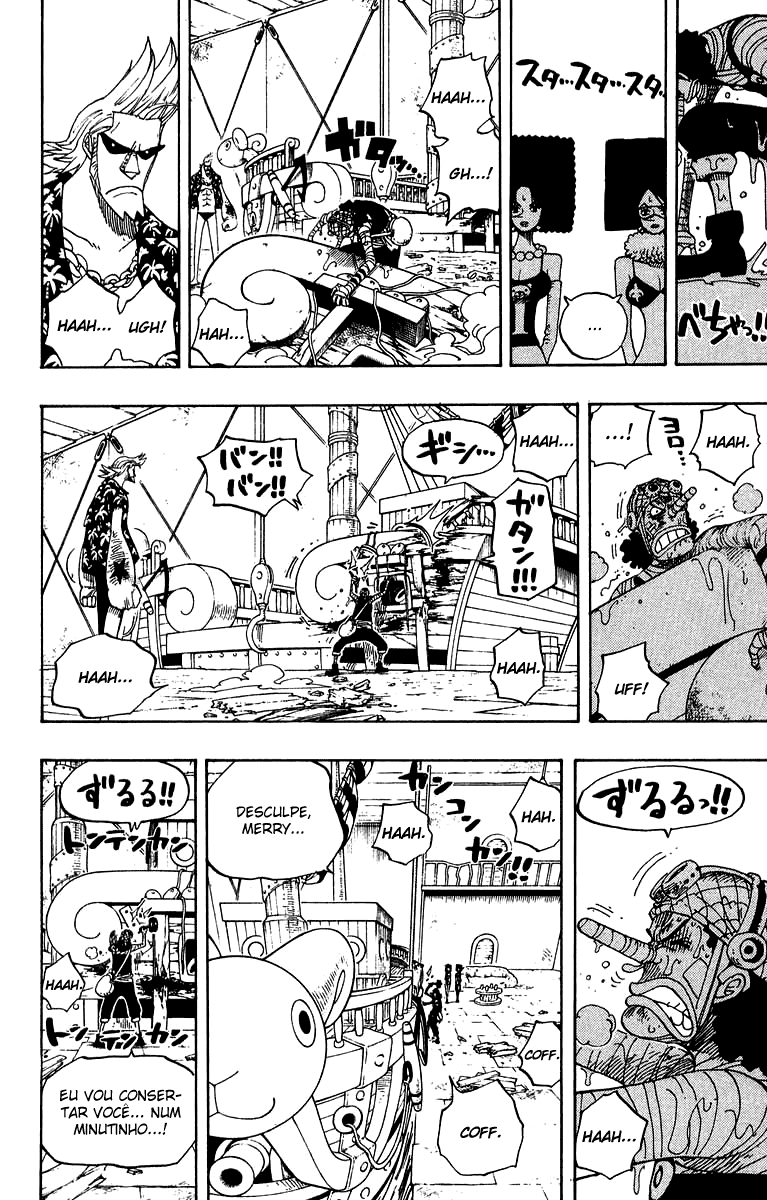 べちゃっ!!
スタ…スタ…スタ…
...
HAAH...
GH...!
ガタッ……
HAH...
HAAH...
UGH!
HAAH.
ヨロ…
...!
UFF!
HAAH...
ギシ…
ガタン!!!
バン!!
バン!!
HAAH.
HAAH...
ずるるっ!!
HAAH...
HAH.
カンコンカン!!
HAAH.
DESCULPE,
MERRY...
COFF.
COFF.
ずるる!!
トンテンカン
HAAH.
トンテンカン
EU VOU CONSER-
TAR VOCÊ... NUM
MINUTINHO...!